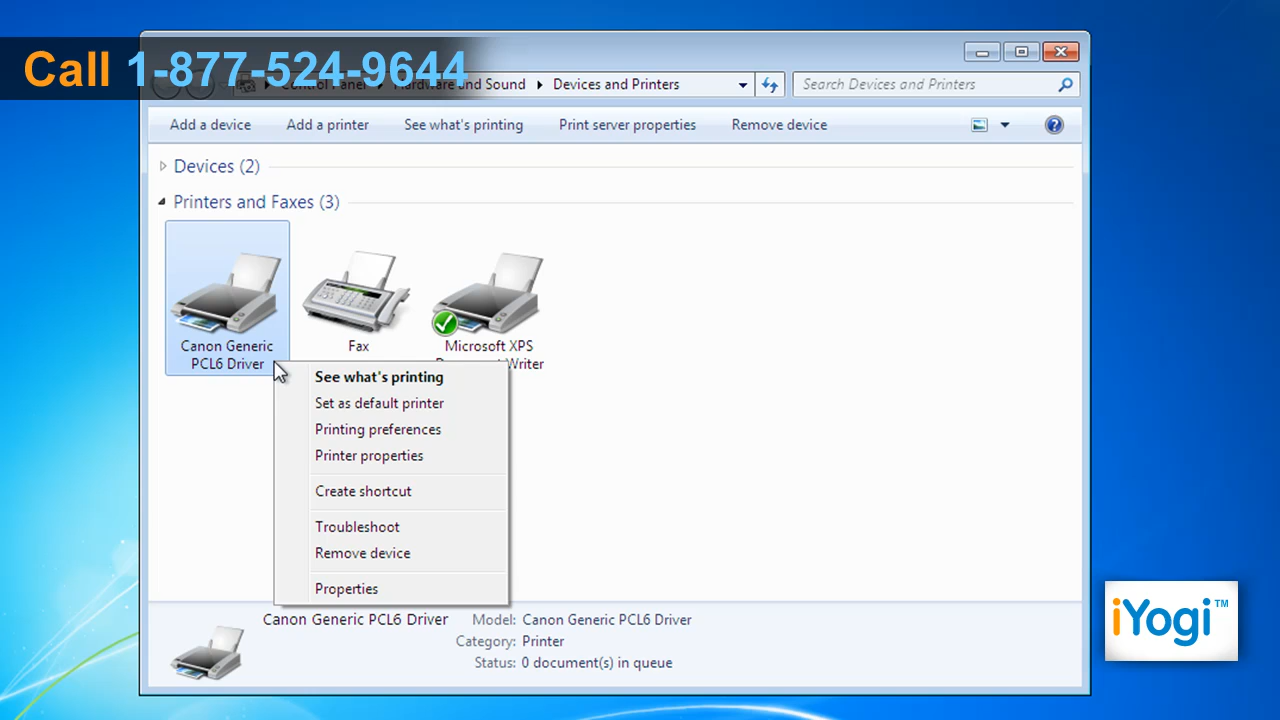 Call 1-877-524-9644
Control Panel Hardware and Sound Devices and Printers
Search Devices and Printers
Add a device Add a printer See what's printing Print server properties Remove device
Devices (2)
Printers and Faxes (3)
Canon Generic
PCL6 Driver
Fax
Microsoft XPS
Document Writer
See what's printing
Set as default printer
Printing preferences
Printer properties
Create shortcut
Troubleshoot
Remove device
Properties
Canon Generic PCL6 Driver
Model: Canon Generic PCL6 Driver
Category: Printer
Status: 0 document(s) in queue
iYogi™